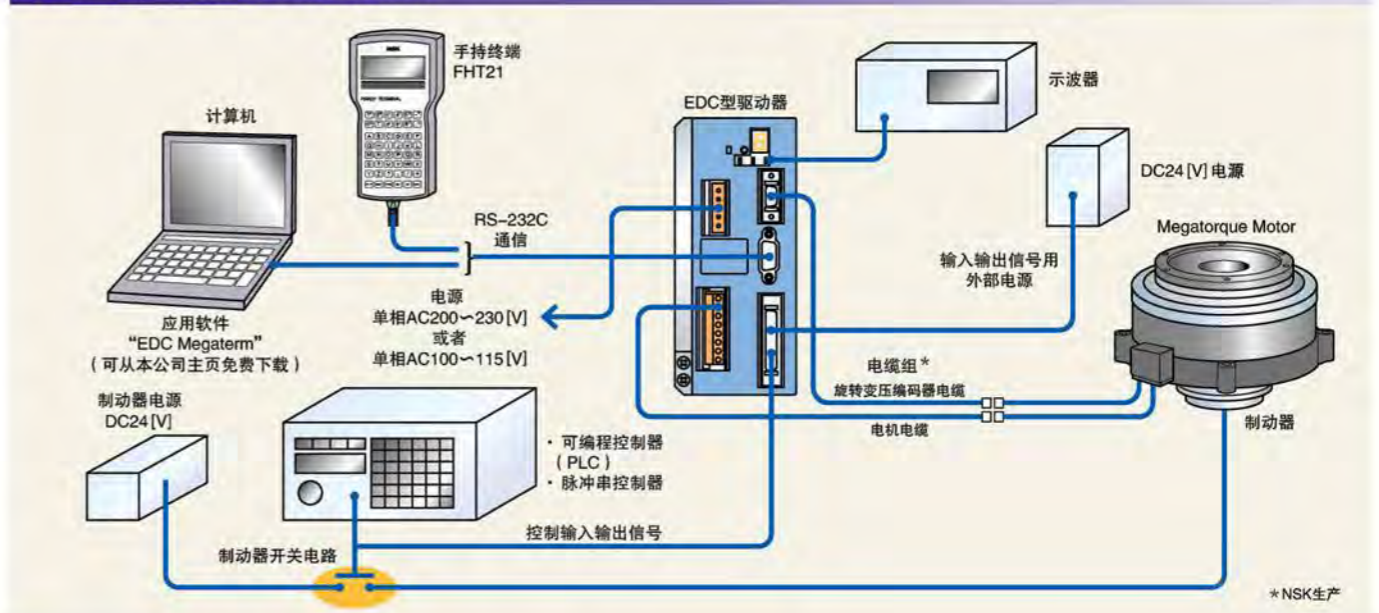 手持终端
FHT21
计算机
EDC型驱动器
示波器
DC24[V]电源
Megatorque Motor
RS-232C
通信
输入输出信号用
外部电源
电源
单相AC200~230[V]
或者
单相AC100~115[V]
应用软件
“EDC Megaterm”
(可从本公司主页免费下载)
电缆组*
旋转变压编码器电缆
电机电缆
制动器
制动器电源
DC24[V]
・可编程控制器
(PLC)
・脉冲串控制器
控制输入输出信号
制动器开关电路
*NSK生产